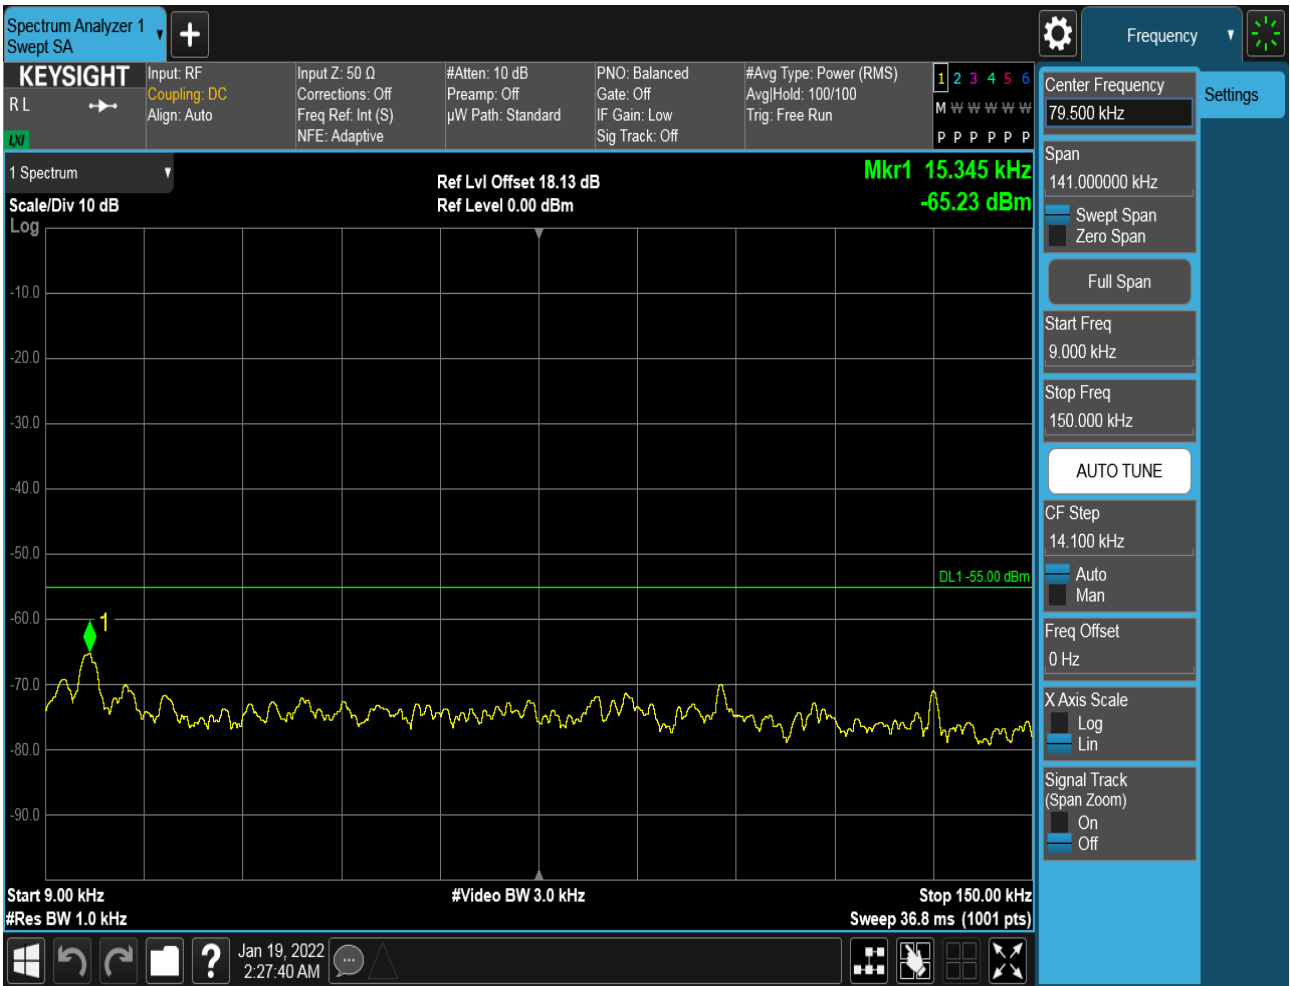 Spectrum Analyzer 1
Swept SA
Frequency
KEYSIGHT
R L
LXI
Input: RF
Coupling: DC
Align: Auto
Input Z: 50 Ω
Corrections: Off
Freq Ref: Int (S)
NFE: Adaptive
#Atten: 10 dB
Preamp: Off
µW Path: Standard
PNO: Balanced
Gate: Off
IF Gain: Low
Sig Track: Off
#Avg Type: Power (RMS)
Avg|Hold: 100/100
Trig: Free Run
1 2 3 4 5 6
M W W W W W
P P P P P P
1 Spectrum
Scale/Div 10 dB
Log
Ref Lvl Offset 18.13 dB
Ref Level 0.00 dBm
Mkr1 15.345 kHz
-65.23 dBm
-10.0
-20.0
-30.0
-40.0
-50.0
DL1 -55.00 dBm
-60.0
1
-70.0
-80.0
-90.0
Start 9.00 kHz
#Res BW 1.0 kHz
#Video BW 3.0 kHz
Stop 150.00 kHz
Sweep 36.8 ms (1001 pts)
Jan 19, 2022
2:27:40 AM
Center Frequency
79.500 kHz
Span
141.000000 kHz
Swept Span
Zero Span
Full Span
Start Freq
9.000 kHz
Stop Freq
150.000 kHz
AUTO TUNE
CF Step
14.100 kHz
Auto
Man
Freq Offset
0 Hz
X Axis Scale
Log
Lin
Signal Track
(Span Zoom)
On
Off
Settings